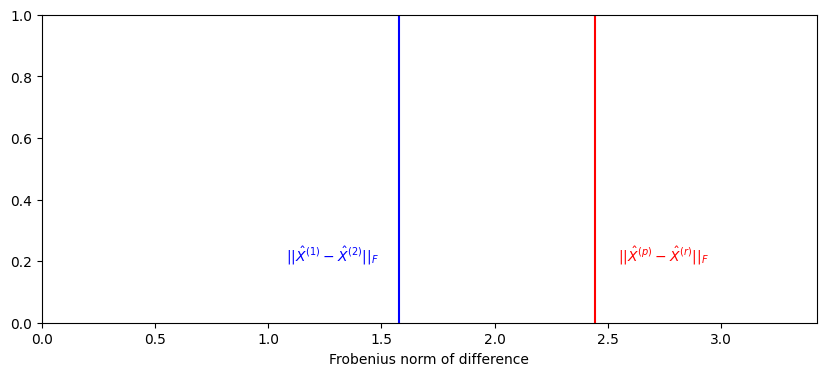 1.0
0.8
0.6
0.4
0.2
0.0
||X̂⁽¹⁾ − X̂⁽²⁾||_F
||X̂⁽ᵖ⁾ − X̂⁽ʳ⁾||_F
0.0 0.5 1.0 1.5 2.0 2.5 3.0
Frobenius norm of difference